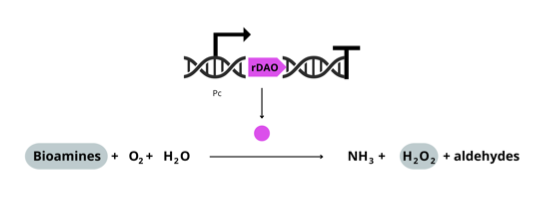 rDAO
Pc
Bioamines + O₂ + H₂O NH₃ + H₂O₂ + aldehydes